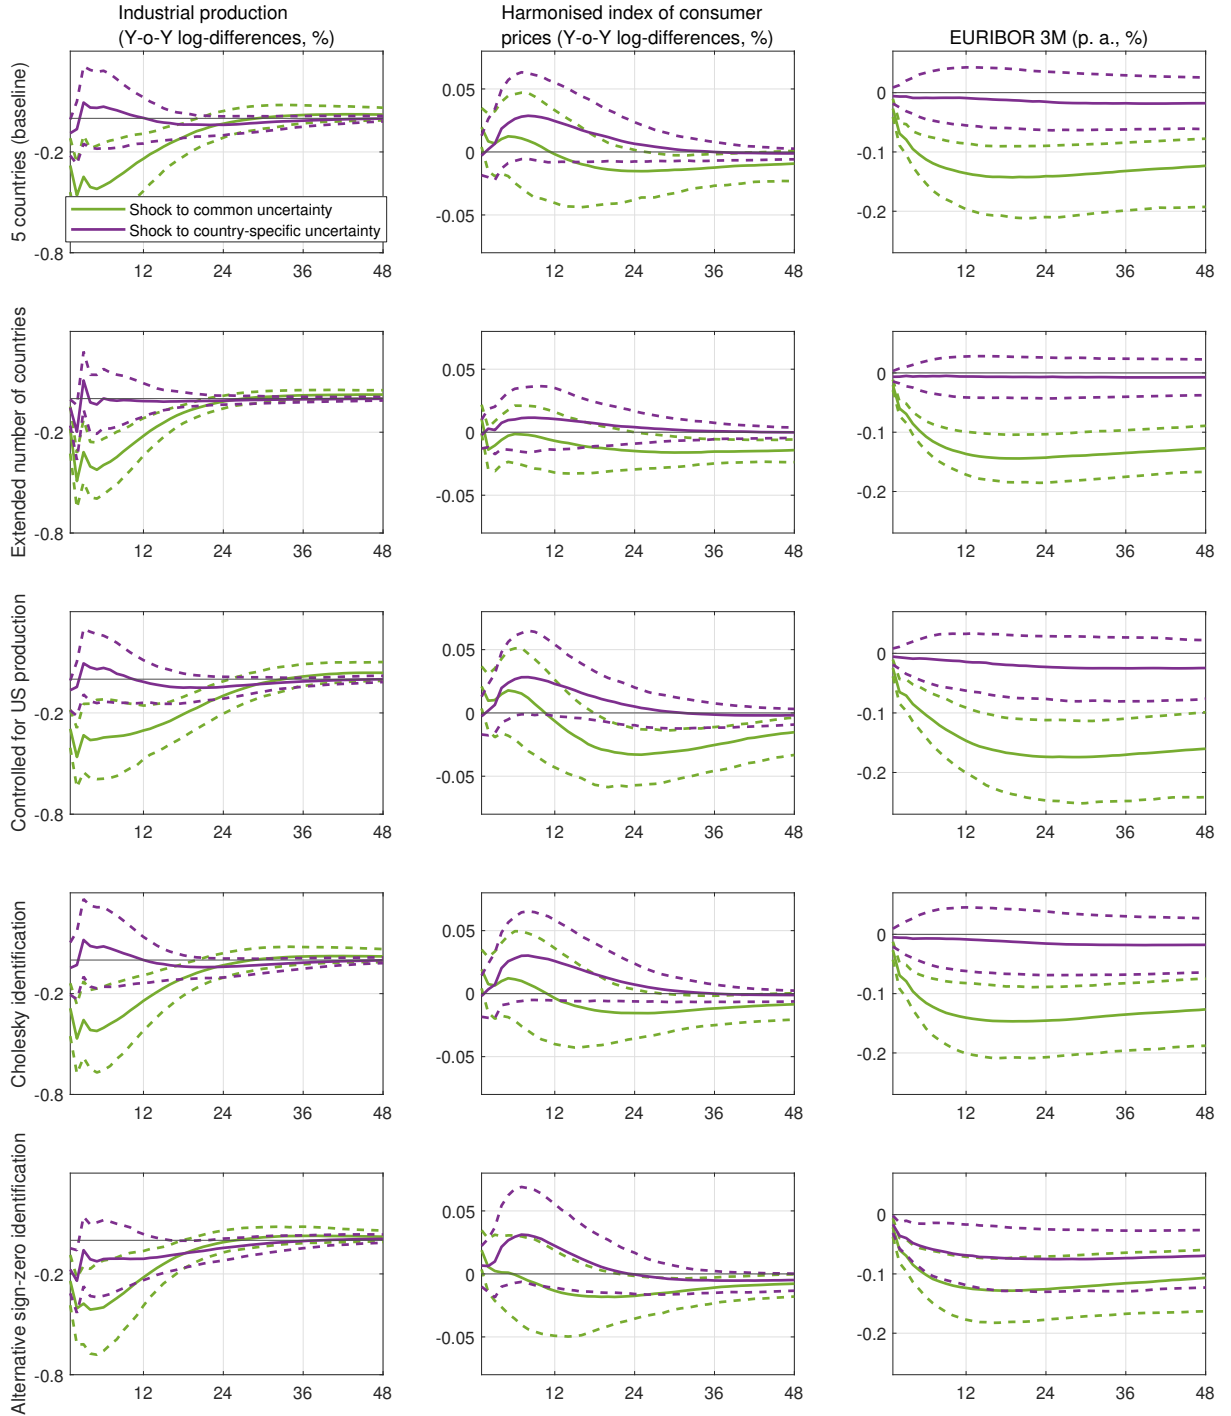 Industrial production
(Y-o-Y log-differences, %)
Harmonised index of consumer
prices (Y-o-Y log-differences, %)
EURIBOR 3M (p. a., %)
5 countries (baseline)
-0.2
-0.8
Shock to common uncertainty
Shock to country-specific uncertainty
12 24 36 48
0.05
0
-0.05
12 24 36 48
0
-0.1
-0.2
12 24 36 48
Extended number of countries
-0.2
-0.8
12 24 36 48
0.05
0
-0.05
12 24 36 48
0
-0.1
-0.2
12 24 36 48
Controlled for US production
-0.2
-0.8
12 24 36 48
0.05
0
-0.05
12 24 36 48
0
-0.1
-0.2
12 24 36 48
Cholesky identification
-0.2
-0.8
12 24 36 48
0.05
0
-0.05
12 24 36 48
0
-0.1
-0.2
12 24 36 48
Alternative sign-zero identification
-0.2
-0.8
12 24 36 48
0.05
0
-0.05
12 24 36 48
0
-0.1
-0.2
12 24 36 48